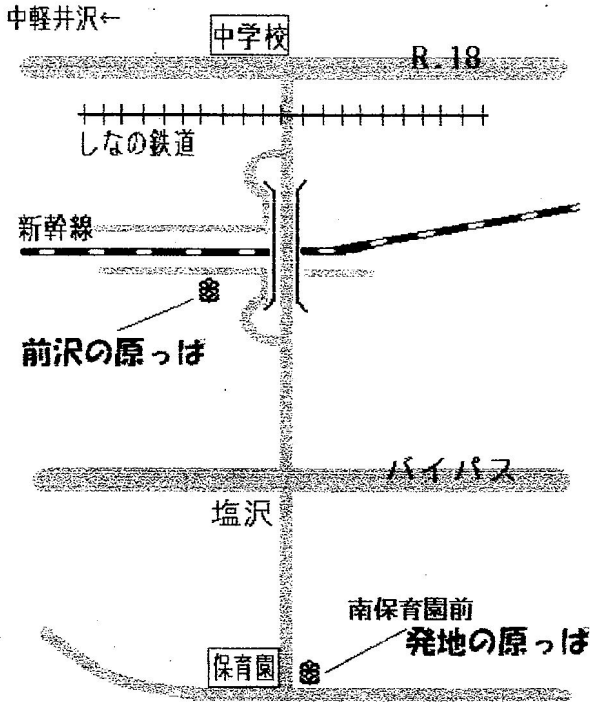 中軽井沢←
中学校
R.18
しなの鉄道
新幹線
前沢の原っぱ
バイパス
塩沢
南保育園前
発地の原っぱ
保育園